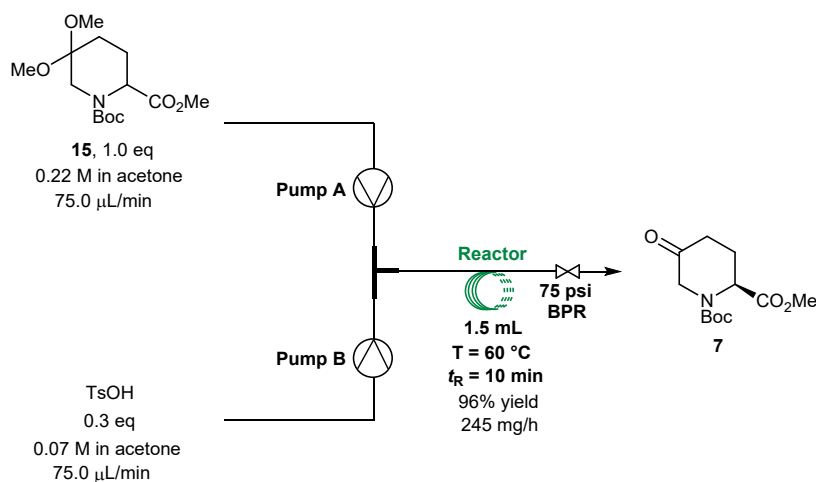 OMe
MeO
N
CO₂Me
Boc
15, 1.0 eq
0.22 M in acetone
75.0 μL/min
Pump A
Reactor
75 psi
BPR
1.5 mL
T = 60 °C
tR = 10 min
96% yield
245 mg/h
Pump B
TsOH
0.3 eq
0.07 M in acetone
75.0 μL/min
O
N
Boc
CO₂Me
7